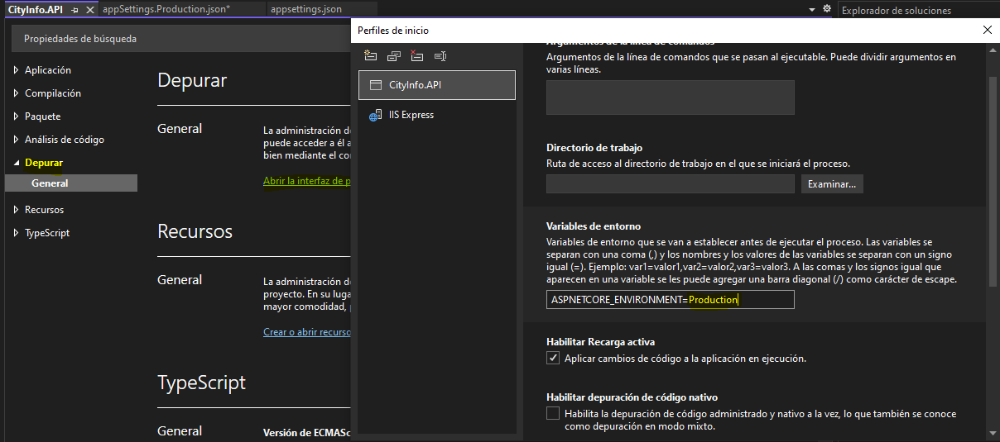 CityInfo.API
appSettings.Production.json*
appsettings.json
Explorador de soluciones
Propiedades de búsqueda
Aplicación
Compilación
Paquete
Análisis de código
Depurar
General
Recursos
TypeScript
Depurar
General
La administración d
puede acceder a él a
bien mediante el co
Abrir la interfaz de p
Recursos
General
La administración d
proyecto. En su luga
mayor comodidad,
Crear o abrir recurso
TypeScript
General
Versión de ECMASc
Perfiles de inicio
CityInfo.API
IIS Express
Argumentos de la línea de comandos
Argumentos de la línea de comandos que se pasan al ejecutable. Puede dividir argumentos en
varias líneas.
Directorio de trabajo
Ruta de acceso al directorio de trabajo en el que se iniciará el proceso.
Examinar...
Variables de entorno
Variables de entorno que se van a establecer antes de ejecutar el proceso. Las variables se
separan con una coma (,) y los nombres y los valores de las variables se separan con un signo
igual (=). Ejemplo: var1=valor1,var2=valor2,var3=valor3. A las comas y los signos igual que
aparecen en una variable se les puede agregar una barra diagonal (/) como carácter de escape.
ASPNETCORE_ENVIRONMENT=Production
Habilitar Recarga activa
Aplicar cambios de código a la aplicación en ejecución.
Habilitar depuración de código nativo
Habilita la depuración de código administrado y nativo a la vez, lo que también se conoce
como depuración en modo mixto.